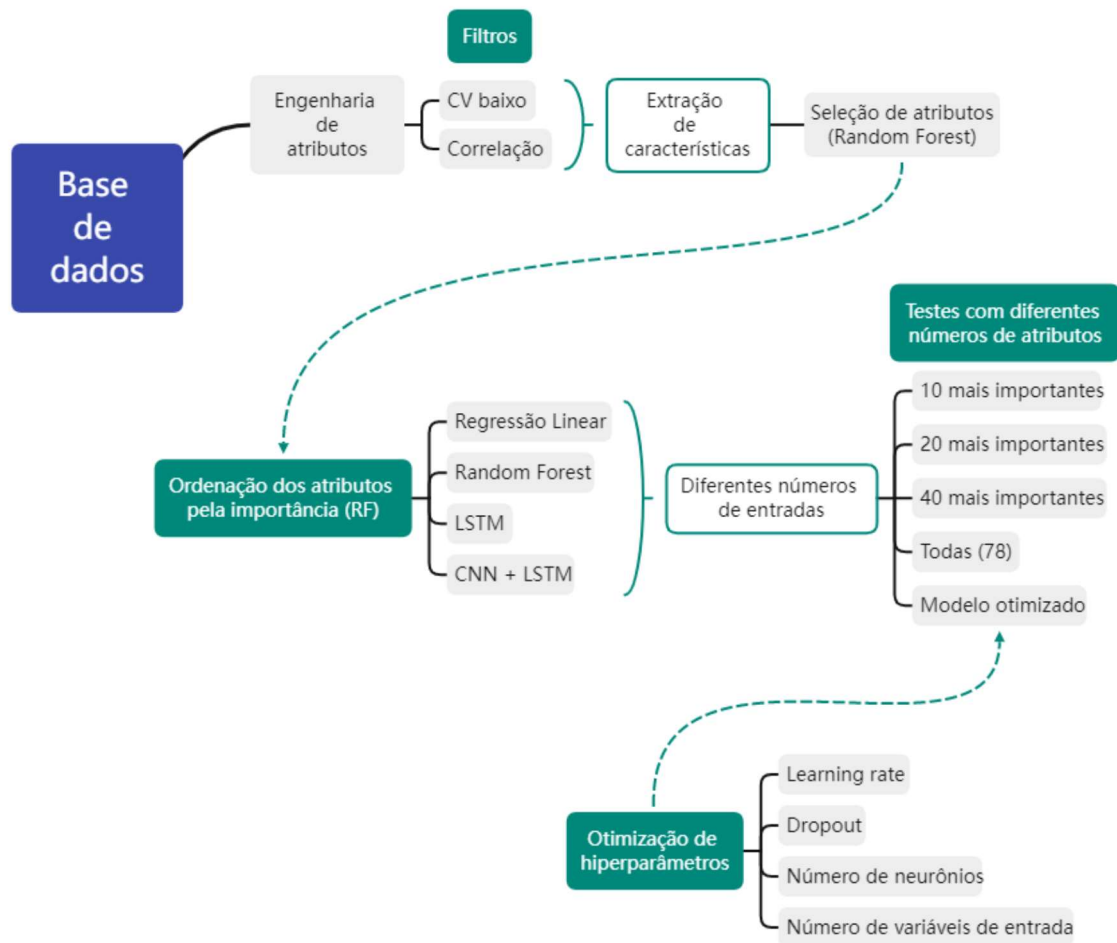 Filtros
Engenharia
de
atributos
CV baixo
Correlação
Extração
de
características
Seleção de atributos
(Random Forest)
Base
de
dados
Testes com diferentes
números de atributos
10 mais importantes
20 mais importantes
40 mais importantes
Todas (78)
Modelo otimizado
Ordenação dos atributos
pela importância (RF)
Regressão Linear
Random Forest
LSTM
CNN + LSTM
Diferentes números
de entradas
Otimização de
hiperparâmetros
Learning rate
Dropout
Número de neurônios
Número de variáveis de entrada